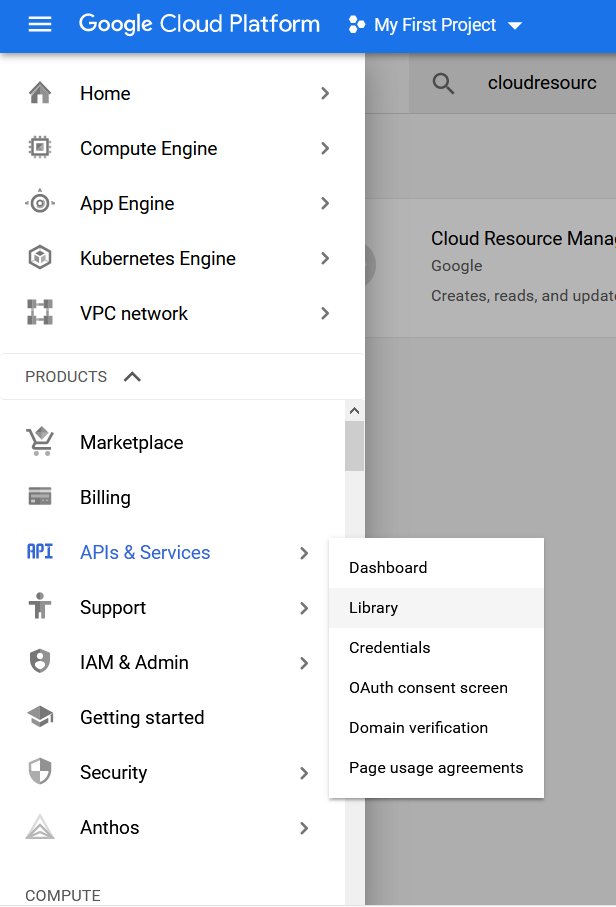 Google Cloud Platform
My First Project
cloudresourc
Home
Compute Engine
App Engine
Kubernetes Engine
VPC network
Cloud Resource Mana
Google
Creates, reads, and update
PRODUCTS
Marketplace
Billing
API APIs & Services
Support
IAM & Admin
Getting started
Security
Anthos
COMPUTE
Dashboard
Library
Credentials
OAuth consent screen
Domain verification
Page usage agreements